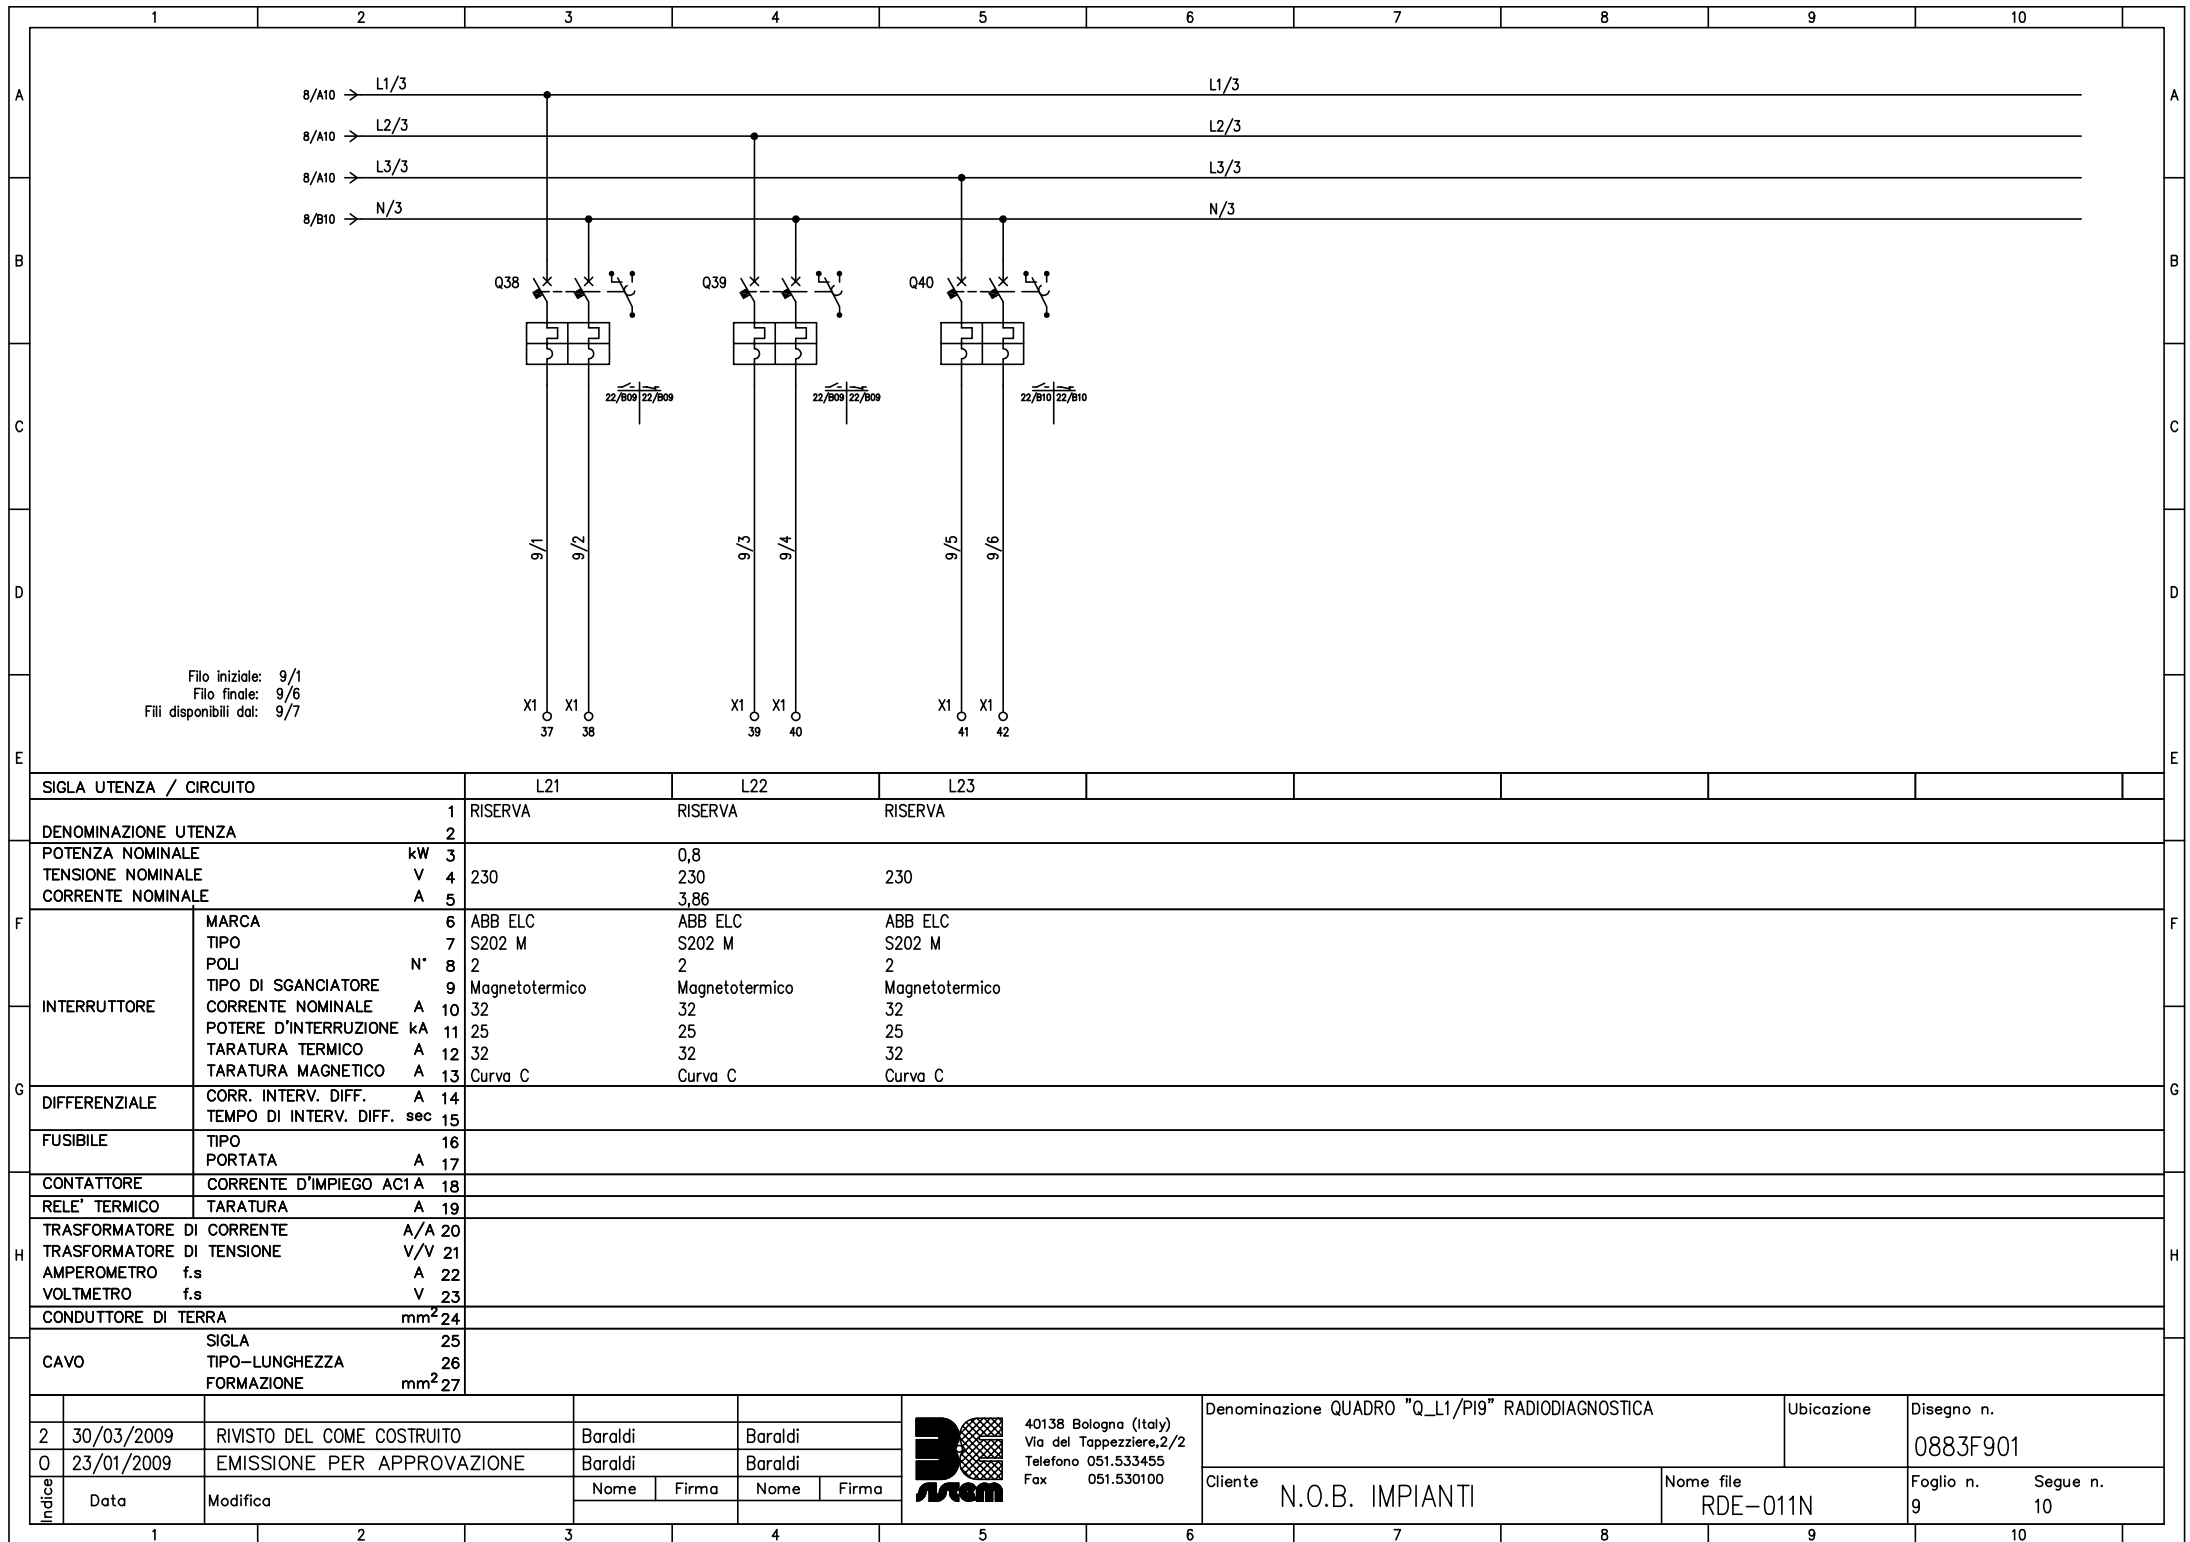 1 2 3 4 5 6 7 8 9 10
A A
8/A10 L1/3 L1/3
8/A10 L2/3 L2/3
8/A10 L3/3 L3/3
8/B10 N/3 N/3
B B
Q38 Q39 Q40
22/B09 22/B09 22/B09 22/B09 22/B10 22/B10
C C
9/1 9/2 9/3 9/4 9/5 9/6
D D
Filo iniziale: 9/1
Filo finale: 9/6
Fili disponibili dal: 9/7
X1 X1 X1 X1 X1 X1
37 38 39 40 41 42
E E
SIGLA UTENZA / CIRCUITO L21 L22 L23
1 RISERVA RISERVA RISERVA
DENOMINAZIONE UTENZA 2
POTENZA NOMINALE kW 3 0,8
TENSIONE NOMINALE V 4 230 230 230
CORRENTE NOMINALE A 5 3,86
F MARCA 6 ABB ELC ABB ELC ABB ELC F
TIPO 7 S202 M S202 M S202 M
POLI N° 8 2 2 2
TIPO DI SGANCIATORE 9 Magnetotermico Magnetotermico Magnetotermico
INTERRUTTORE CORRENTE NOMINALE A 10 32 32 32
POTERE D'INTERRUZIONE kA 11 25 25 25
TARATURA TERMICO A 12 32 32 32
TARATURA MAGNETICO A 13 Curva C Curva C Curva C
G G
DIFFERENZIALE CORR. INTERV. DIFF. A 14
TEMPO DI INTERV. DIFF. sec 15
FUSIBILE TIPO 16
PORTATA A 17
CONTATTORE CORRENTE D'IMPIEGO AC1 A 18
RELE' TERMICO TARATURA A 19
TRASFORMATORE DI CORRENTE A/A 20
TRASFORMATORE DI TENSIONE V/V 21
H H
AMPEROMETRO f.s A 22
VOLTMETRO f.s V 23
CONDUTTORE DI TERRA mm² 24
SIGLA 25
CAVO TIPO-LUNGHEZZA 26
FORMAZIONE mm² 27
2 30/03/2009 RIVISTO DEL COME COSTRUITO Baraldi Baraldi
0 23/01/2009 EMISSIONE PER APPROVAZIONE Baraldi Baraldi
Indice Data Modifica Nome Firma Nome Firma
BE
sistem
40138 Bologna (Italy)
Via del Tappezziere,2/2
Telefono 051.533455
Fax 051.530100
Denominazione QUADRO "Q_L1/PI9" RADIODIAGNOSTICA
Ubicazione
Disegno n.
0883F901
Cliente N.O.B. IMPIANTI
Nome file
RDE-011N
Foglio n. Segue n.
9 10
1 2 3 4 5 6 7 8 9 10